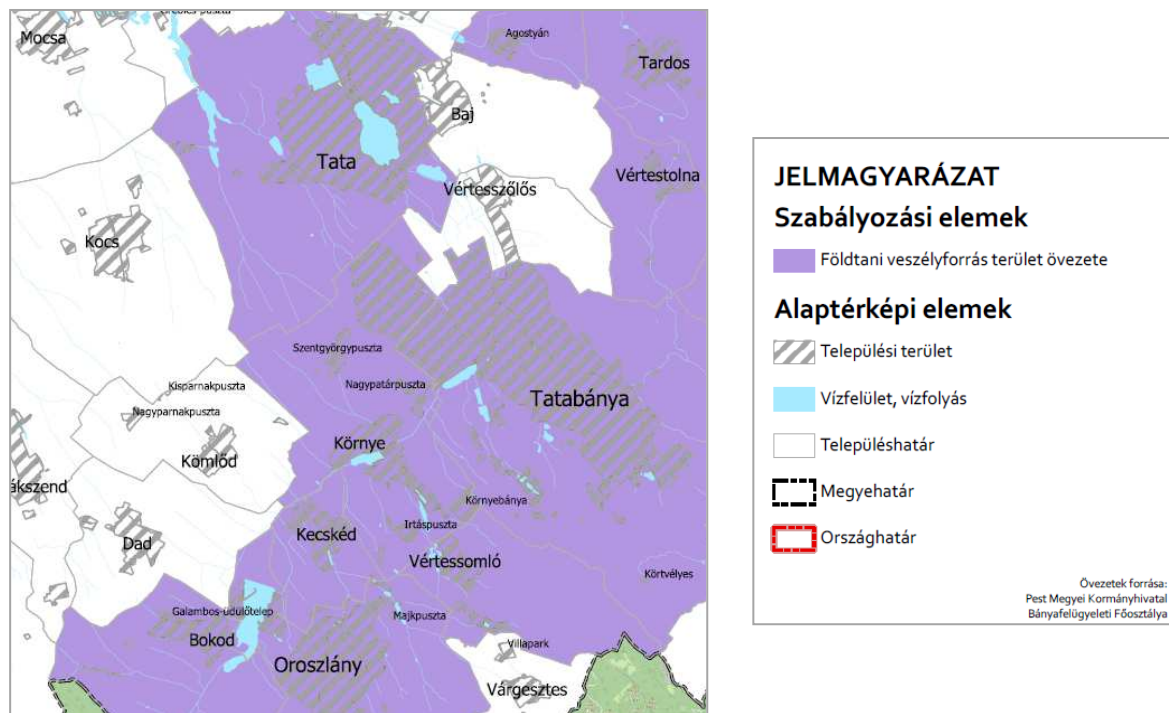 Mocsa
Agostyán
Tardos
Baj
Tata
Vértesszőlős
Vértestolna
Kocs
Szentgyörgypuszta
Kisparnakpuszta
Nagypatárpuszta
Tatabánya
Nagyparnakpuszta
Környe
Kömlőd
ákszend
Környebánya
Irtáspuszta
Kecskéd
Dad
Vértessomló
Körtvélyes
Galambos-üdülőtelep
Majkpuszta
Bokod
Villapark
Oroszlány
Várgesztes
JELMAGYARÁZAT
Szabályozási elemek
Földtani veszélyforrás terület övezete
Alaptérképi elemek
Települési terület
Vízfelület, vízfolyás
Településhatár
Megyehatár
Országhatár
Övezetek forrása:
Pest Megyei Kormányhivatal
Bányafelügyeleti Főosztálya